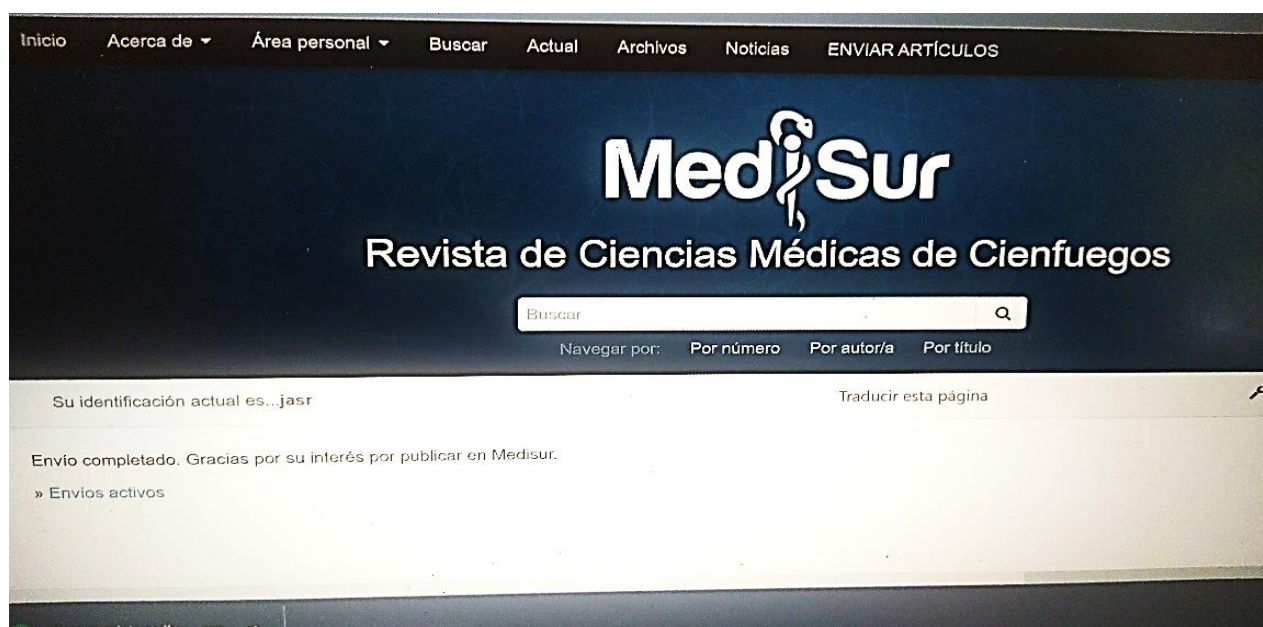 Inicio Acerca de Área personal Buscar Actual Archivos Noticias ENVIAR ARTÍCULOS
MediSur
Revista de Ciencias Médicas de Cienfuegos
Buscar
Navegar por: Por número Por autor/a Por título
Su identificación actual es...jasr Traducir esta página
Envío completado. Gracias por su interés por publicar en Medisur.
» Envíos activos